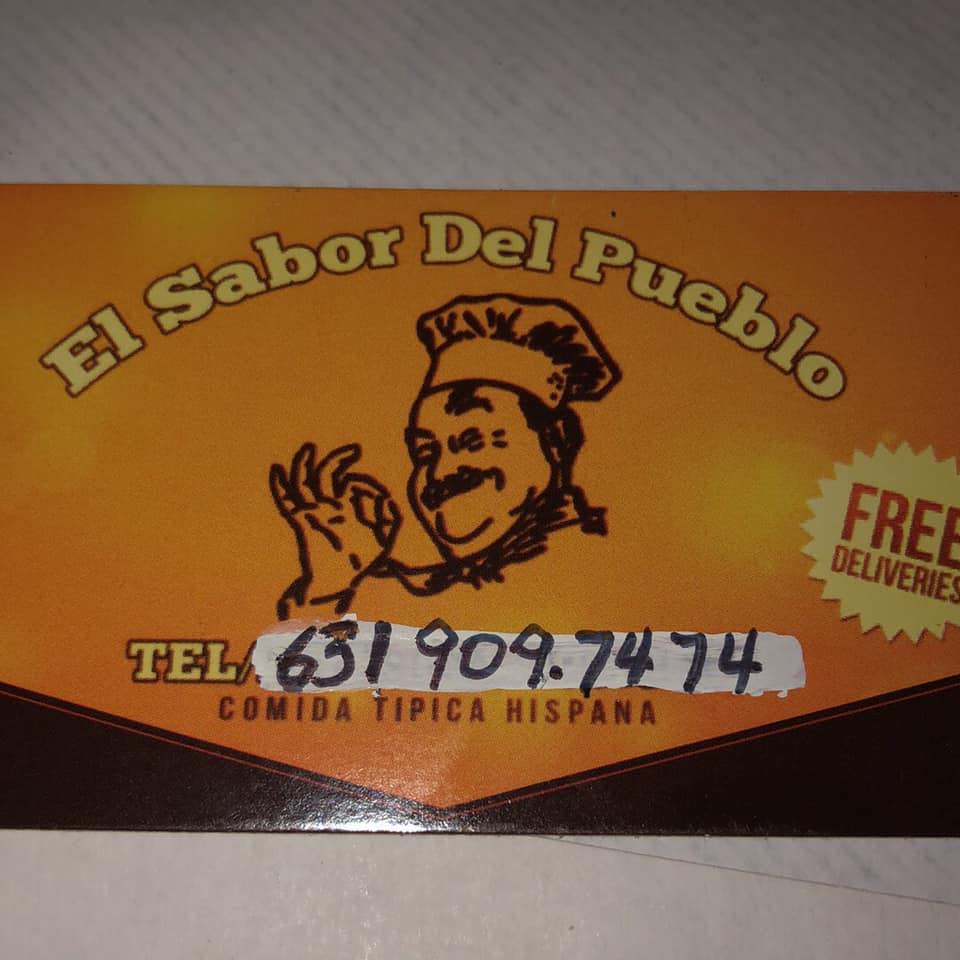 El Sabor Del Pueblo
FREE
DELIVERIES
TEL/ 631 909.7474
COMIDA TIPICA HISPANA